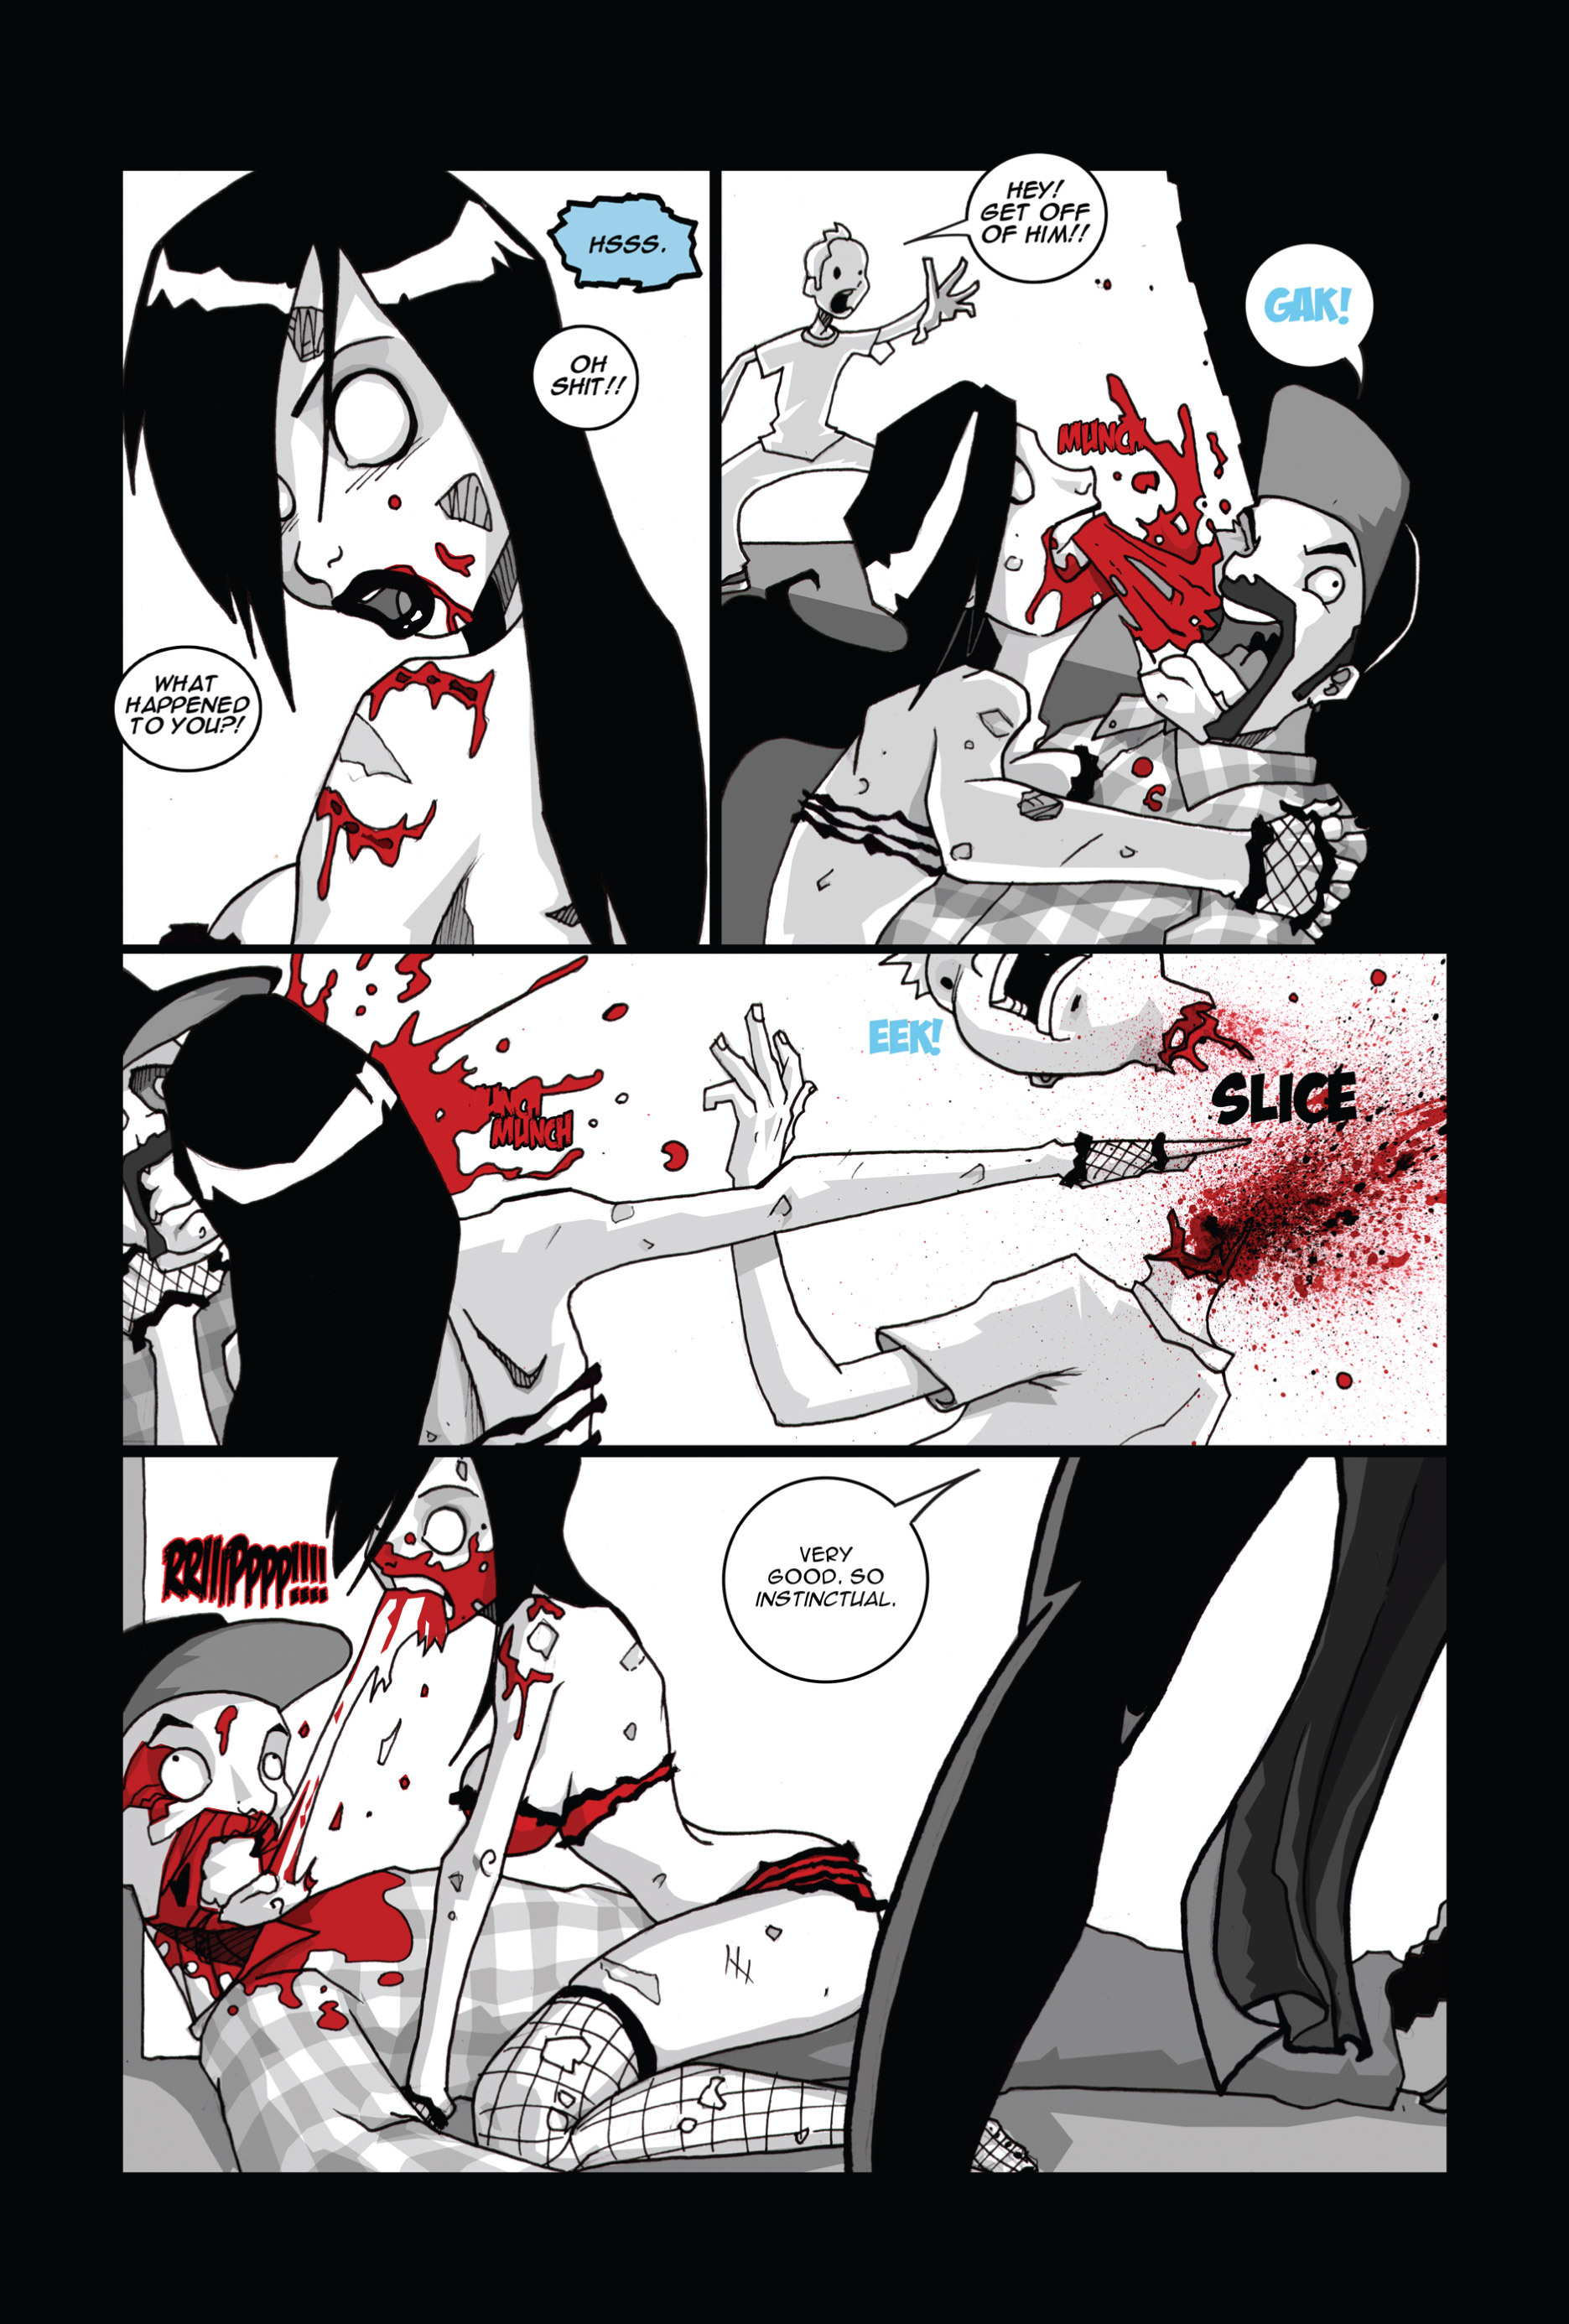 HSSS.
OH
SHIT!!
WHAT
HAPPENED
TO YOU?!
HEY!
GET OFF
OF HIM!!
GAK!
MUNCH
EEK!
UNCH
MUNCH
SLICE
RRIIIPPPP!!!!
VERY
GOOD. SO
INSTINCTUAL.